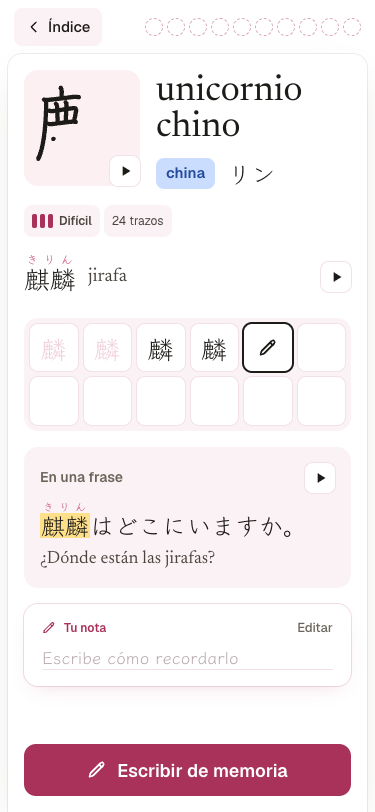 Índice
unicornio
chino
china リン
Difícil 24 trazos
きりん
麒麟 jirafa
麟 麟 麟 麟
En una frase
きりん
麒麟はどこにいますか。
¿Dónde están las jirafas?
Tu nota Editar
Escribe cómo recordarlo
Escribir de memoria